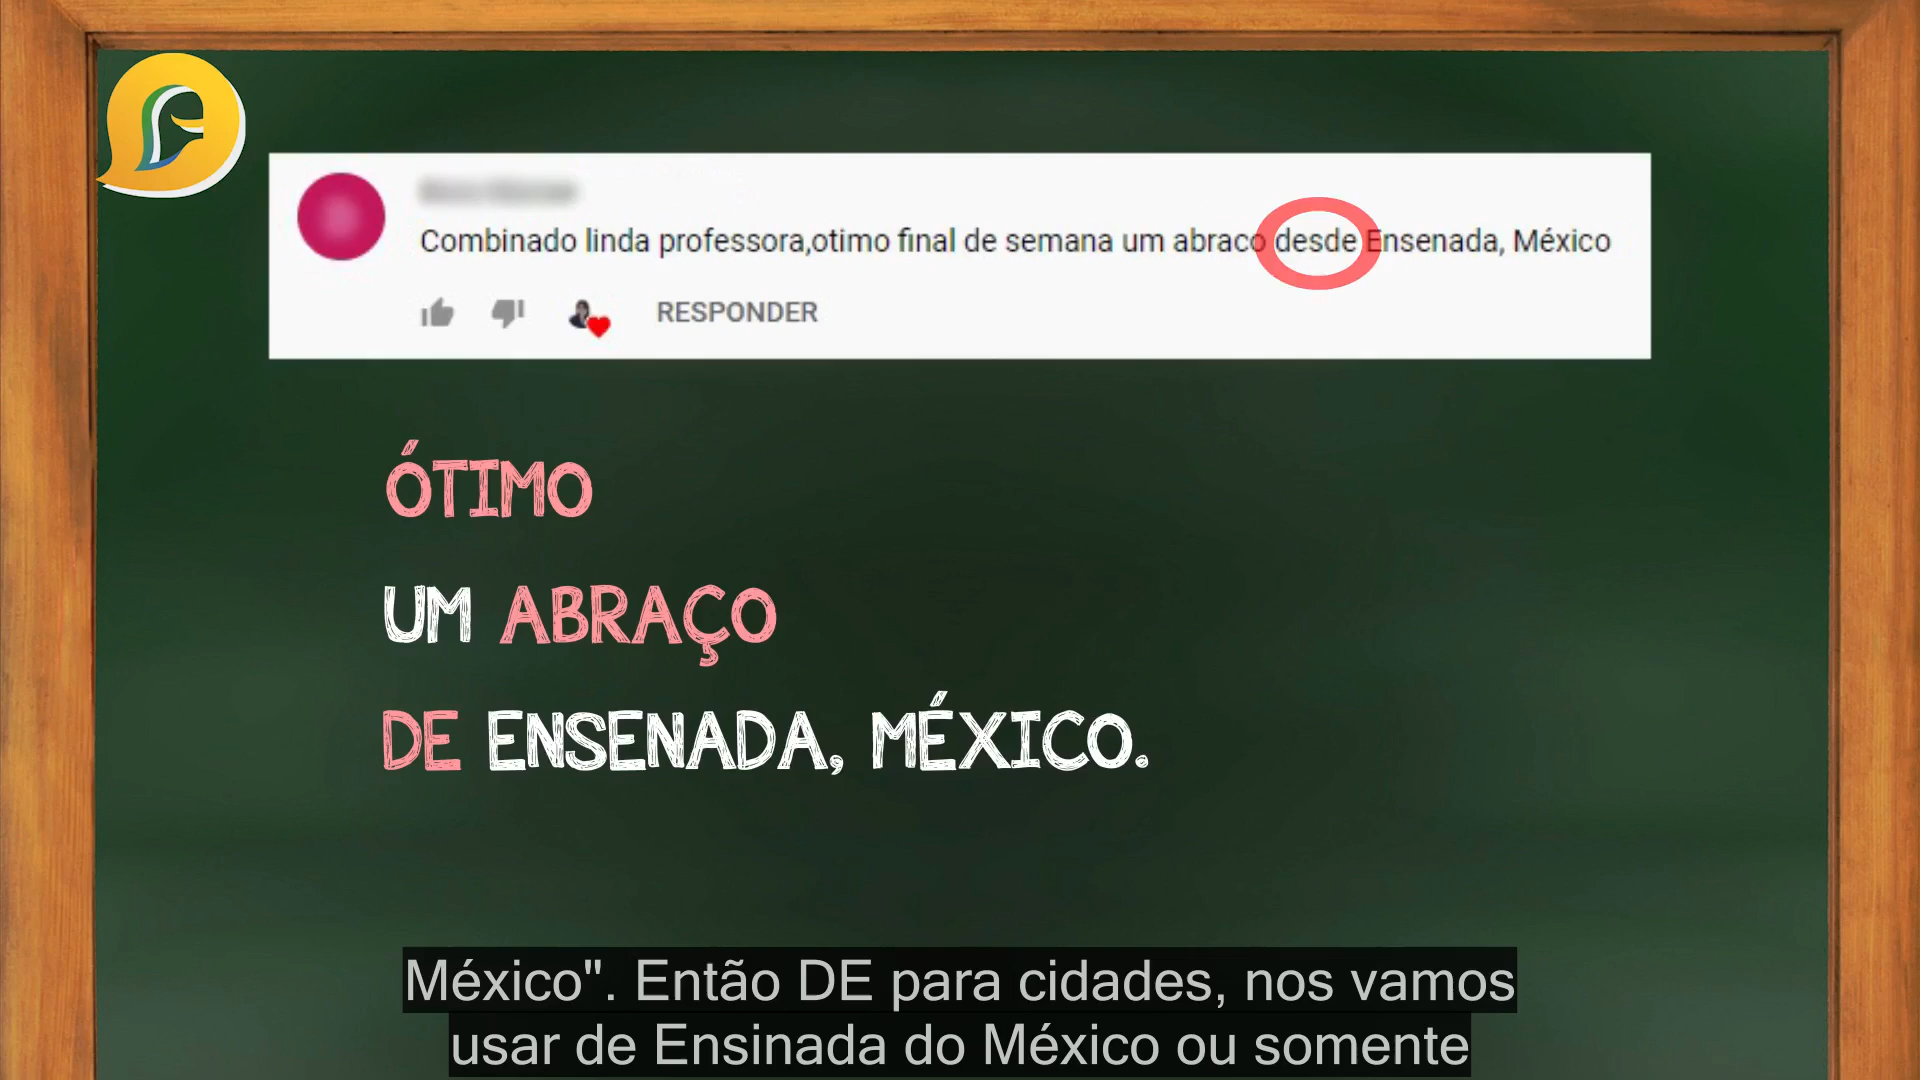 Combinado linda professora,otimo final de semana um abraco desde Ensenada, México
RESPONDER
ÓTIMO
UM ABRAÇO
DE ENSENADA, MÉXICO.
México". Então DE para cidades, nos vamos
usar de Ensinada do México ou somente